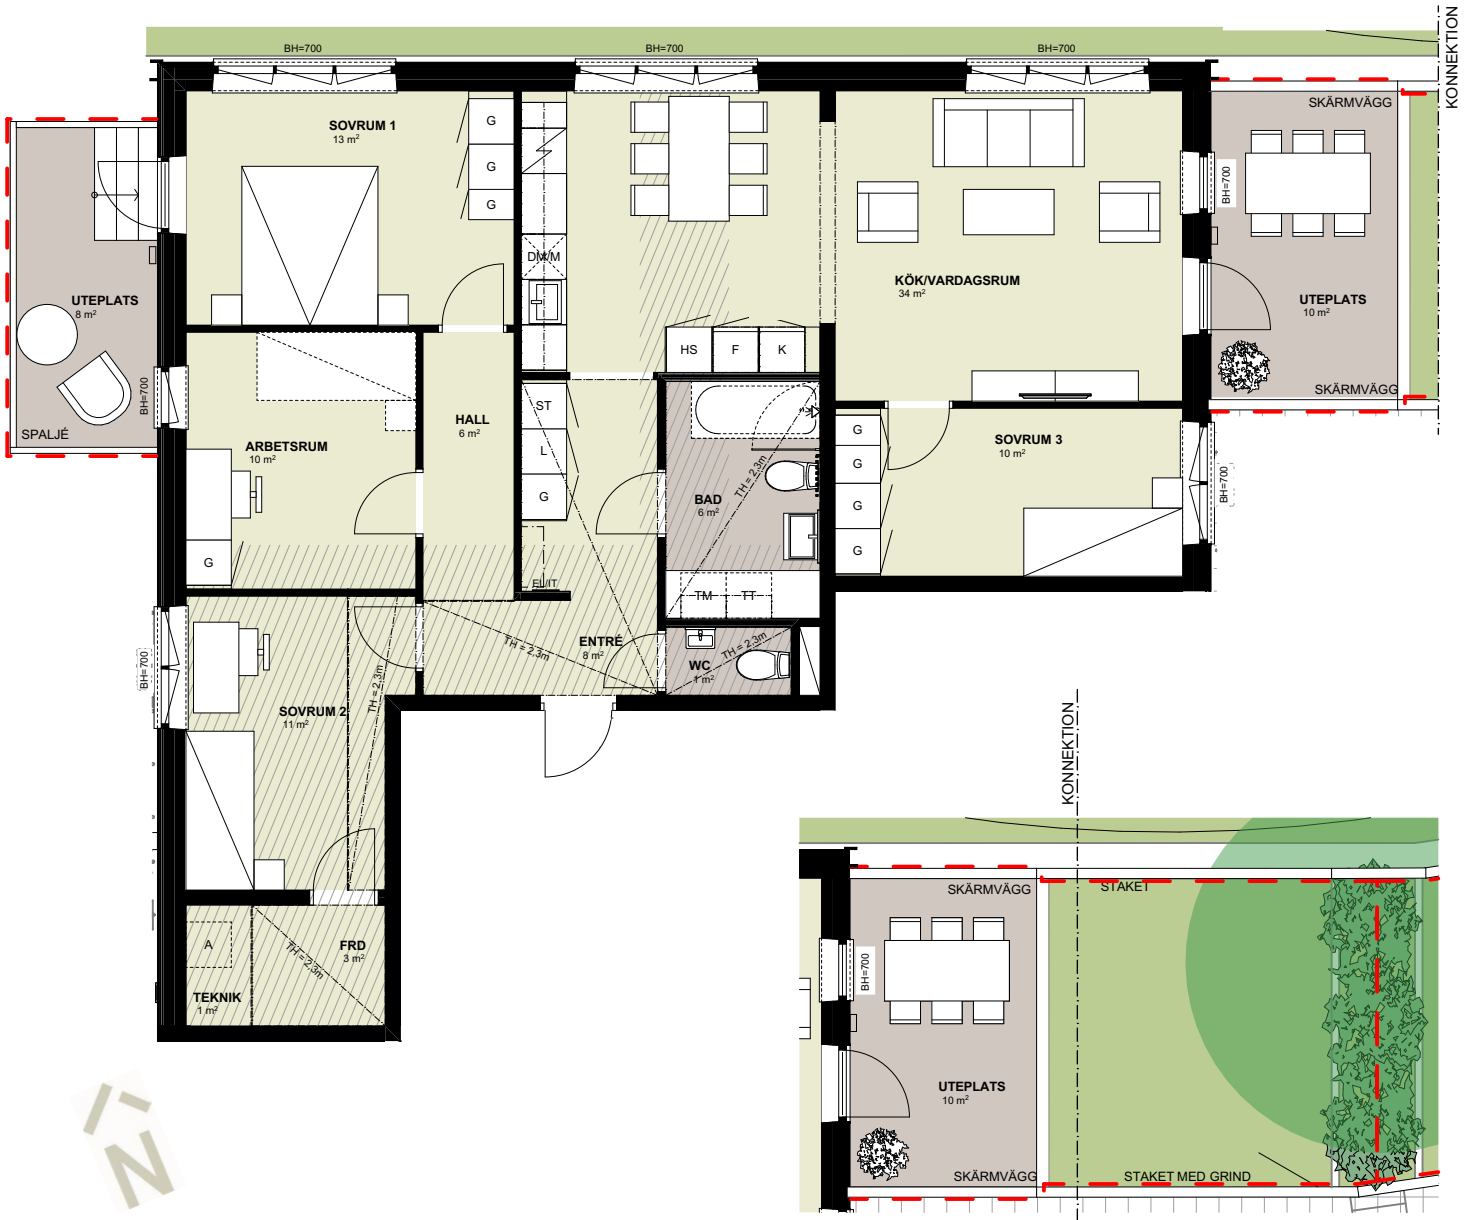 BH=700
BH=700
BH=700
KONNEKTION
SKÄRMVÄGG
SOVRUM 1
13 m²
G
G
G
BH=700
DM/M
UTEPLATS
8 m²
KÖK/VARDAGSRUM
34 m²
UTEPLATS
10 m²
HS
F
K
SKÄRMVÄGG
BH=700
SPALJÉ
HALL
6 m²
ST
ARBETSRUM
10 m²
L
G
G
G
G
G
SOVRUM 3
10 m²
BH=700
TH = 2,3m
BAD
6 m²
G
EL/IT
TM
TT
ENTRÉ
8 m²
TH = 2,3m
WC
1 m²
TH = 2,3m
BH=700
TH = 2,3m
SOVRUM 2
11 m²
KONNEKTION
A
FRD
3 m²
TH = 2,3m
TEKNIK
1 m²
SKÄRMVÄGG
STAKET
BH=700
UTEPLATS
10 m²
SKÄRMVÄGG
STAKET MED GRIND
N